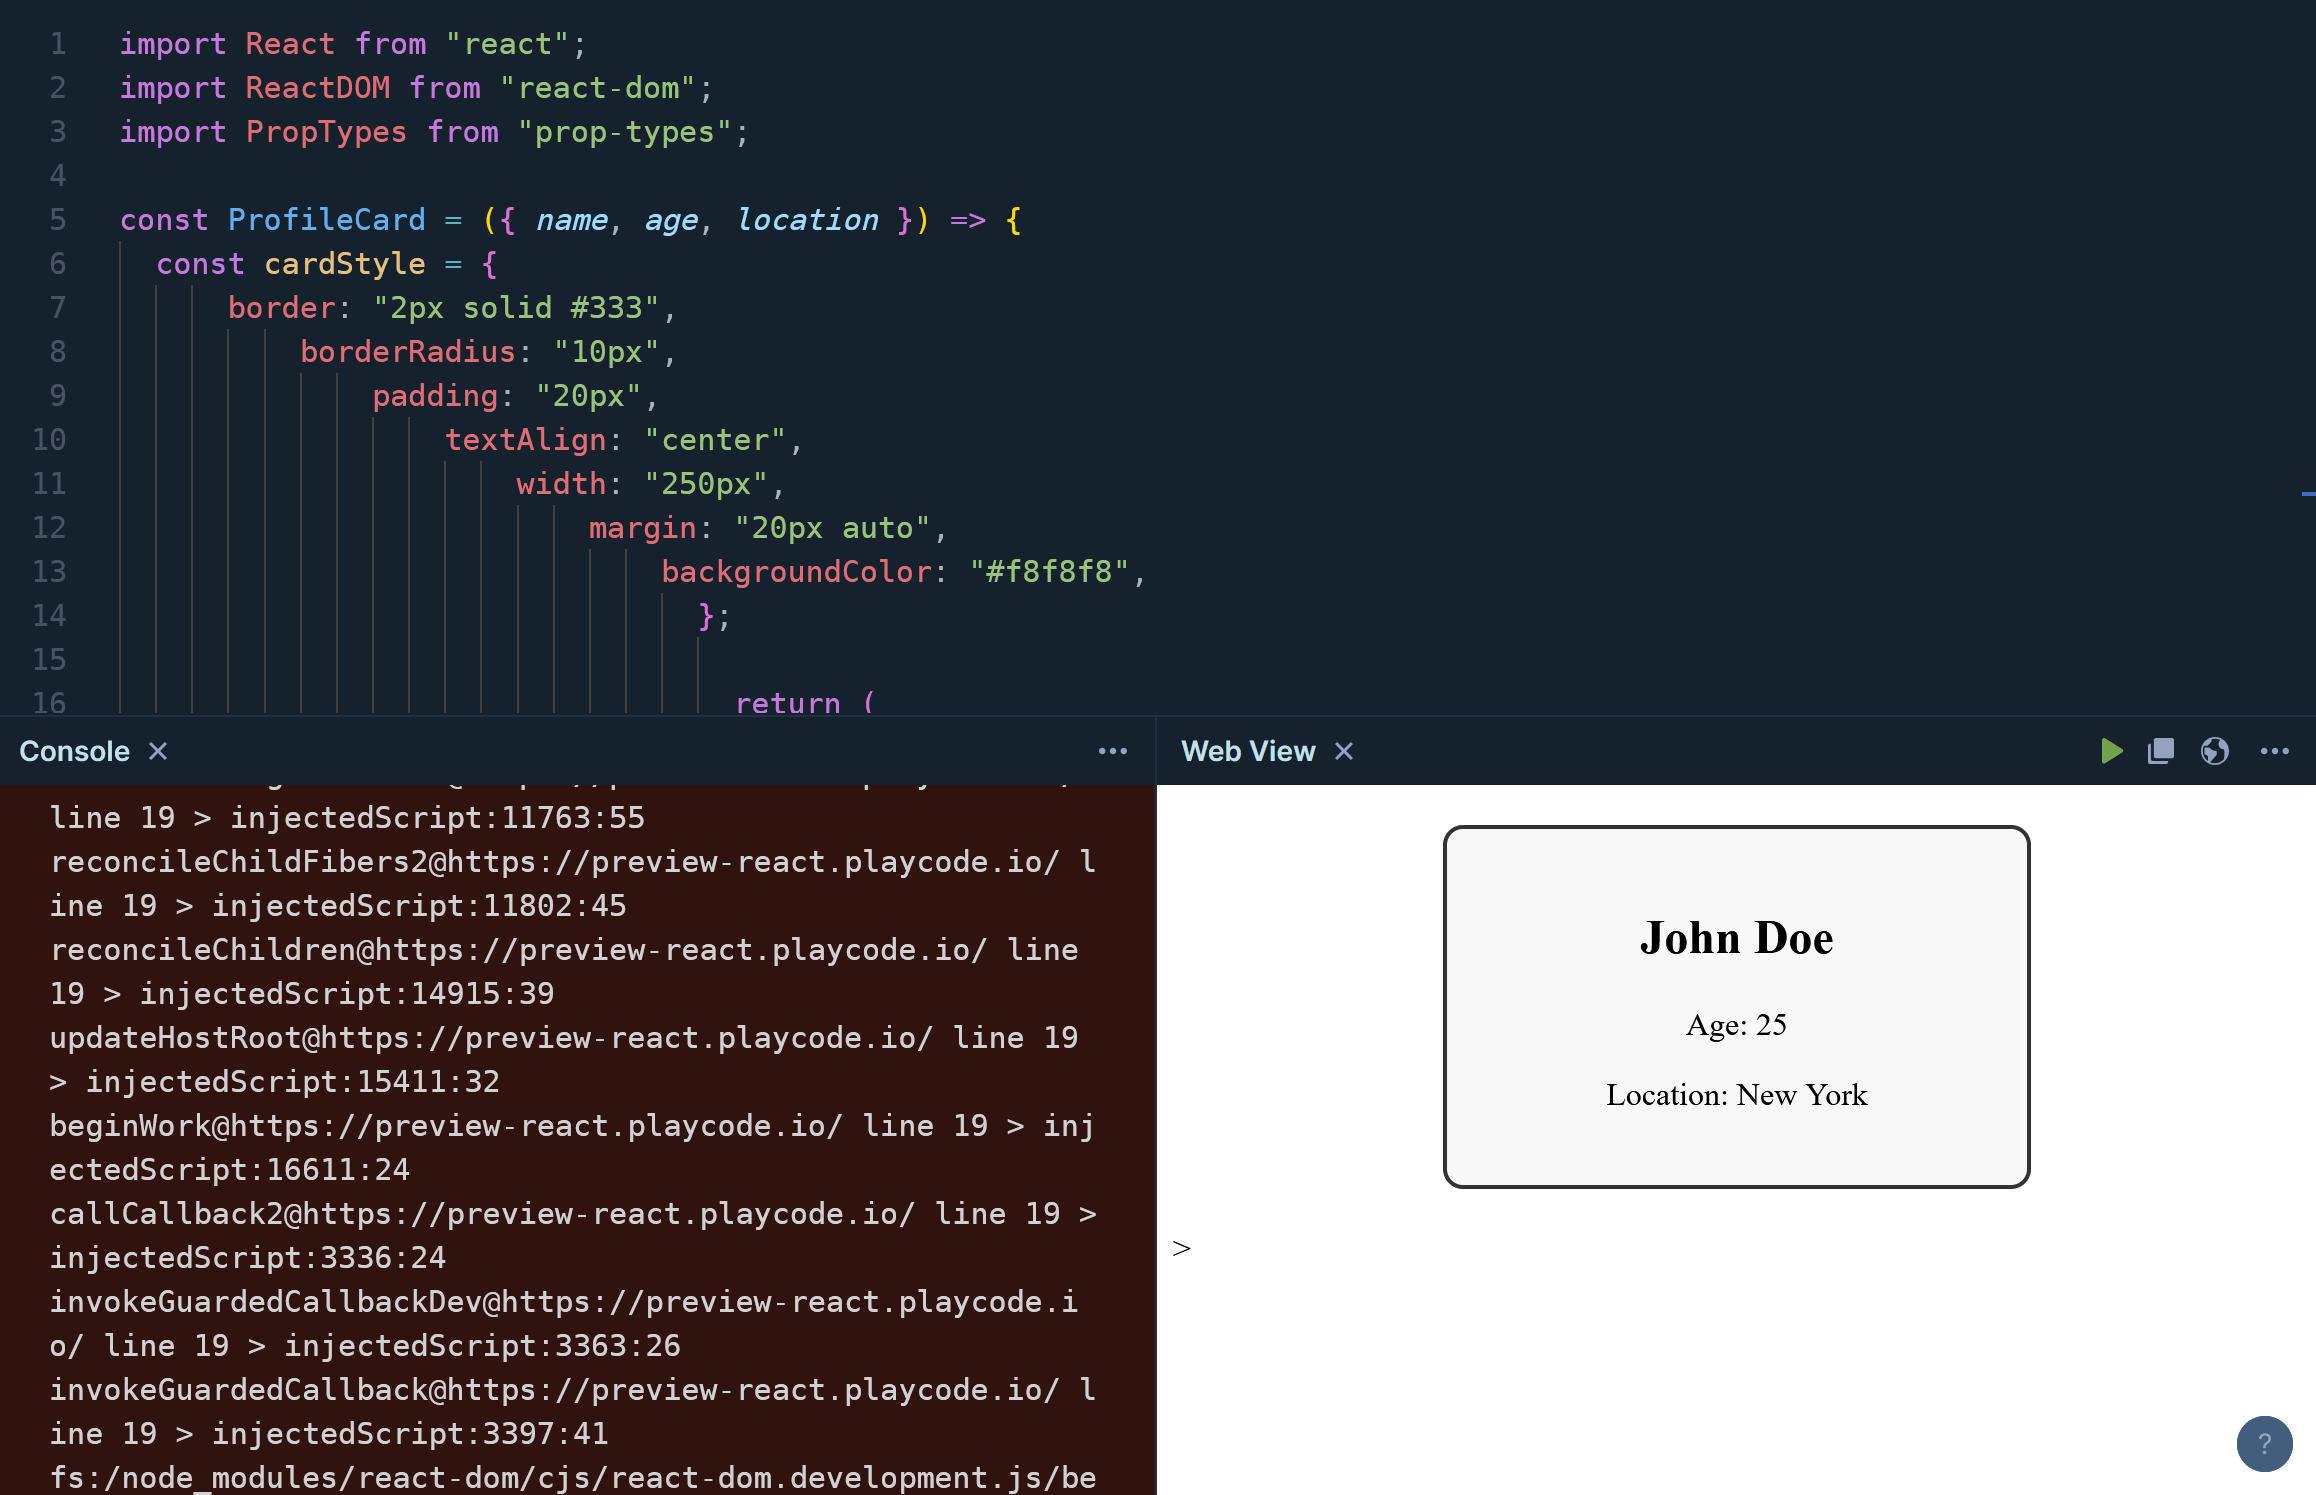 1 import React from "react";
2 import ReactDOM from "react-dom";
3 import PropTypes from "prop-types";
4
5 const ProfileCard = ({ name, age, location }) => {
6 const cardStyle = {
7 border: "2px solid #333",
8 borderRadius: "10px",
9 padding: "20px",
10 textAlign: "center",
11 width: "250px",
12 margin: "20px auto",
13 backgroundColor: "#f8f8f8",
14 };
15
16 return (
Console
line 19 > injectedScript:11763:55
reconcileChildFibers2@https://preview-react.playcode.io/ l
ine 19 > injectedScript:11802:45
reconcileChildren@https://preview-react.playcode.io/ line
19 > injectedScript:14915:39
updateHostRoot@https://preview-react.playcode.io/ line 19
> injectedScript:15411:32
beginWork@https://preview-react.playcode.io/ line 19 > inj
ectedScript:16611:24
callCallback2@https://preview-react.playcode.io/ line 19 >
injectedScript:3336:24
invokeGuardedCallbackDev@https://preview-react.playcode.i
o/ line 19 > injectedScript:3363:26
invokeGuardedCallback@https://preview-react.playcode.io/ l
ine 19 > injectedScript:3397:41
fs:/node_modules/react-dom/cjs/react-dom.development.js/be
Web View
John Doe
Age: 25
Location: New York
>
?